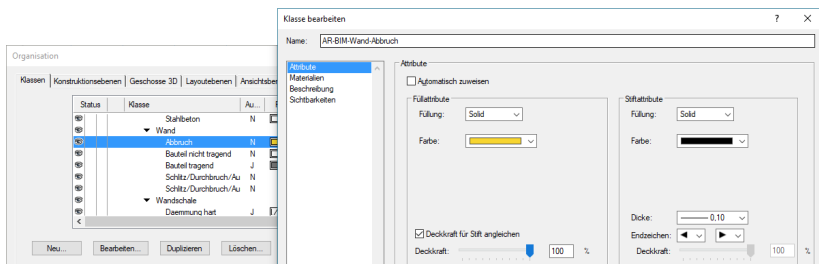 Organisation
Klassen Konstruktionsebenen Geschosse 3D Layoutebenen Ansichtsber
Status Klasse Au... F
Stahlbeton N
Wand
Abbruch N
Bauteil nicht tragend N
Bauteil tragend J
Schlitz/Durchbruch/Au N
Schlitz/Durchbruch/Au N
Wandschale
Daemmung hart J
Neu... Bearbeiten... Duplizieren Löschen...
Klasse bearbeiten ? X
Name: AR-BIM-Wand-Abbruch
Attribute
Materialien
Beschreibung
Sichtbarkeiten
Attribute
Automatisch zuweisen
Füllattribute
Füllung: Solid
Farbe:
Deckkraft für Stift angleichen
Deckkraft: 100 %
Stiftattribute
Füllung: Solid
Farbe:
Dicke: 0,10
Endzeichen:
Deckkraft: 100 %